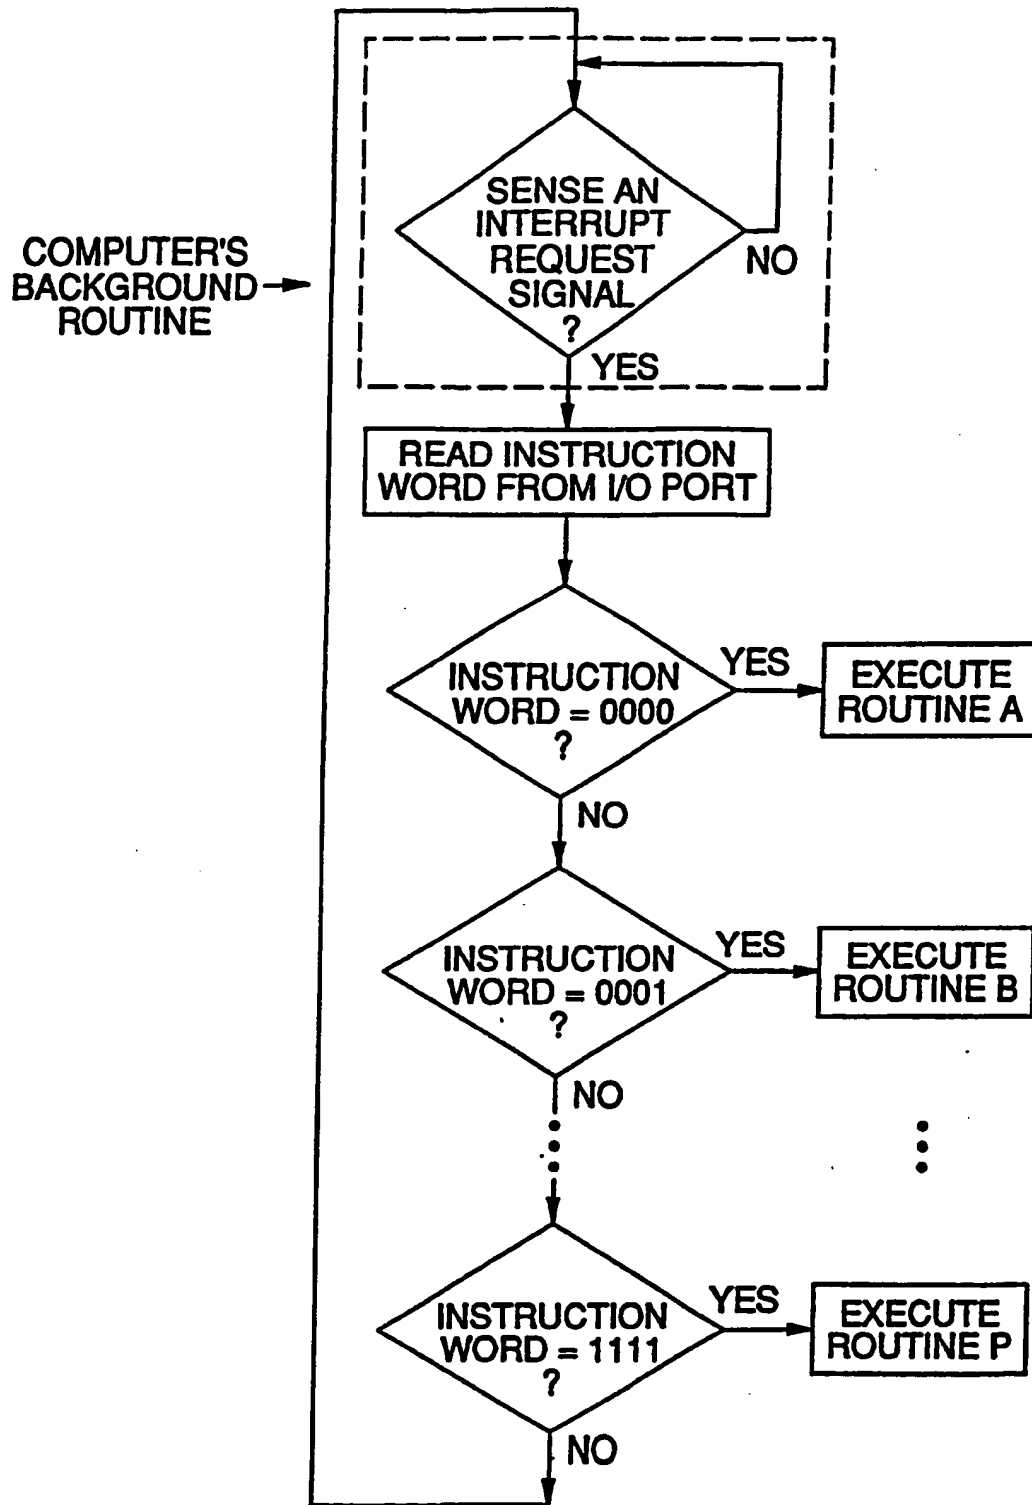 SENSE AN
INTERRUPT
REQUEST
SIGNAL
?
NO
COMPUTER'S
BACKGROUND
ROUTINE
YES
READ INSTRUCTION
WORD FROM I/O PORT
INSTRUCTION
WORD = 0000
?
YES
EXECUTE
ROUTINE A
NO
INSTRUCTION
WORD = 0001
?
YES
EXECUTE
ROUTINE B
NO
INSTRUCTION
WORD = 1111
?
YES
EXECUTE
ROUTINE P
NO